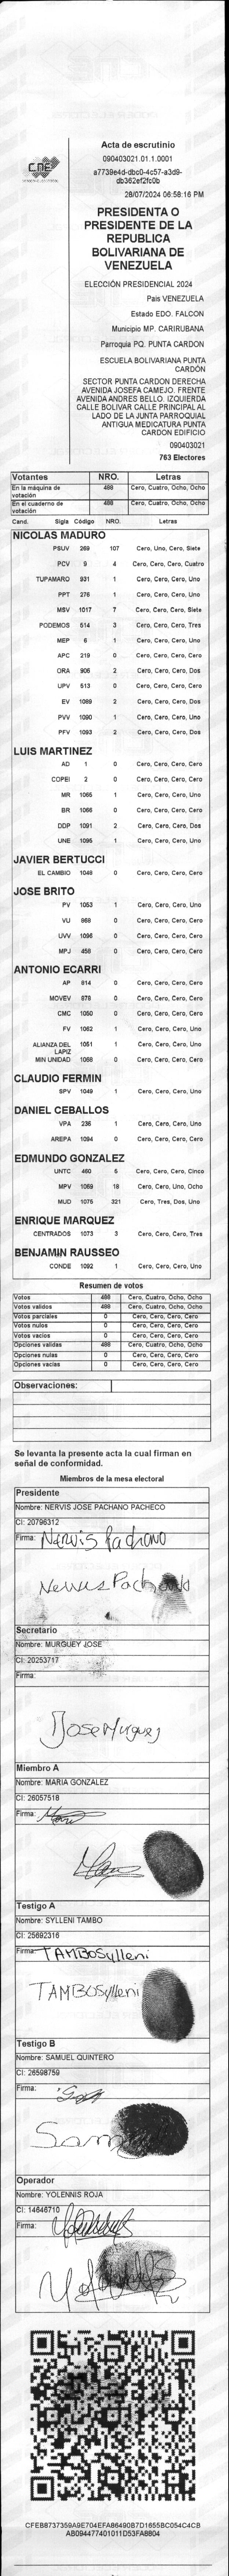 CNE
Acta de escrutinio
090403021.01.1.0001
a7739e4d-dbc0-4c57-a3d9-
db362ef2fc0b
28/07/2024 06:58:16 PM
PRESIDENTA O
PRESIDENTE DE LA
REPUBLICA
BOLIVARIANA DE
VENEZUELA
ELECCIÓN PRESIDENCIAL 2024
Pais VENEZUELA
Estado EDO. FALCON
Municipio MP. CARIRUBANA
Parroquia PQ. PUNTA CARDON
ESCUELA BOLIVARIANA PUNTA
CARDÓN
SECTOR PUNTA CARDON DERECHA
AVENIDA JOSEFA CAMEJO. FRENTE
AVENIDA ANDRES BELLO. IZQUIERDA
CALLE BOLIVAR CALLE PRINCIPAL AL
LADO DE LA JUNTA PARROQUIAL
ANTIGUA MEDICATURA PUNTA
CARDON EDIFICIO
090403021
763 Electores
Votantes NRO. Letras
En la máquina de votación 488 Cero, Cuatro, Ocho, Ocho
En el cuaderno de votación 488 Cero, Cuatro, Ocho, Ocho
Cand. Sigla Código NRO. Letras
NICOLAS MADURO
PSUV 269 107 Cero, Uno, Cero, Siete
PCV 9 4 Cero, Cero, Cero, Cuatro
TUPAMARO 931 1 Cero, Cero, Cero, Uno
PPT 276 1 Cero, Cero, Cero, Uno
MSV 1017 7 Cero, Cero, Cero, Siete
PODEMOS 514 3 Cero, Cero, Cero, Tres
MEP 6 1 Cero, Cero, Cero, Uno
APC 219 0 Cero, Cero, Cero, Cero
ORA 906 2 Cero, Cero, Cero, Dos
UPV 513 0 Cero, Cero, Cero, Cero
EV 1089 2 Cero, Cero, Cero, Dos
PVV 1090 1 Cero, Cero, Cero, Uno
PFV 1093 2 Cero, Cero, Cero, Dos
LUIS MARTINEZ
AD 1 0 Cero, Cero, Cero, Cero
COPEI 2 0 Cero, Cero, Cero, Cero
MR 1065 1 Cero, Cero, Cero, Uno
BR 1066 0 Cero, Cero, Cero, Cero
DDP 1091 2 Cero, Cero, Cero, Dos
UNE 1095 1 Cero, Cero, Cero, Uno
JAVIER BERTUCCI
EL CAMBIO 1048 0 Cero, Cero, Cero, Cero
JOSE BRITO
PV 1053 1 Cero, Cero, Cero, Uno
VU 868 0 Cero, Cero, Cero, Cero
UVV 1096 0 Cero, Cero, Cero, Cero
MPJ 458 0 Cero, Cero, Cero, Cero
ANTONIO ECARRI
AP 814 0 Cero, Cero, Cero, Cero
MOVEV 878 0 Cero, Cero, Cero, Cero
CMC 1050 0 Cero, Cero, Cero, Cero
FV 1052 1 Cero, Cero, Cero, Uno
ALIANZA DEL LAPIZ 1051 1 Cero, Cero, Cero, Uno
MIN UNIDAD 1068 0 Cero, Cero, Cero, Cero
CLAUDIO FERMIN
SPV 1049 1 Cero, Cero, Cero, Uno
DANIEL CEBALLOS
VPA 236 1 Cero, Cero, Cero, Uno
AREPA 1094 0 Cero, Cero, Cero, Cero
EDMUNDO GONZALEZ
UNTC 460 5 Cero, Cero, Cero, Cinco
MPV 1069 18 Cero, Cero, Uno, Ocho
MUD 1075 321 Cero, Tres, Dos, Uno
ENRIQUE MARQUEZ
CENTRADOS 1073 3 Cero, Cero, Cero, Tres
BENJAMIN RAUSSEO
CONDE 1092 1 Cero, Cero, Cero, Uno
Resumen de votos
Votos 488 Cero, Cuatro, Ocho, Ocho
Votos validos 488 Cero, Cuatro, Ocho, Ocho
Votos parciales 0 Cero, Cero, Cero, Cero
Votos nulos 0 Cero, Cero, Cero, Cero
Votos vacios 0 Cero, Cero, Cero, Cero
Opciones validas 488 Cero, Cuatro, Ocho, Ocho
Opciones nulas 0 Cero, Cero, Cero, Cero
Opciones vacias 0 Cero, Cero, Cero, Cero
Observaciones:
Se levanta la presente acta la cual firman en
señal de conformidad.
Miembros de la mesa electoral
Presidente
Nombre: NERVIS JOSE PACHANO PACHECO
CI: 20796312
Firma: Nervis Pachano
Nervis Pachano
Secretario
Nombre: MURGUEY JOSE
CI: 20253717
Firma:
Jose Murguey
Miembro A
Nombre: MARIA GONZALEZ
CI: 26057518
Firma:
Testigo A
Nombre: SYLLENI TAMBO
CI: 25692316
Firma: TAMBO Sylleni
TAMBO Sylleni
Testigo B
Nombre: SAMUEL QUINTERO
CI: 26598759
Firma:
Operador
Nombre: YOLENNIS ROJA
CI: 14646710
Firma:
CFEB8737359A9E704EFA86490B7D1655BC054C4CB
AB094477401011D53FA8804